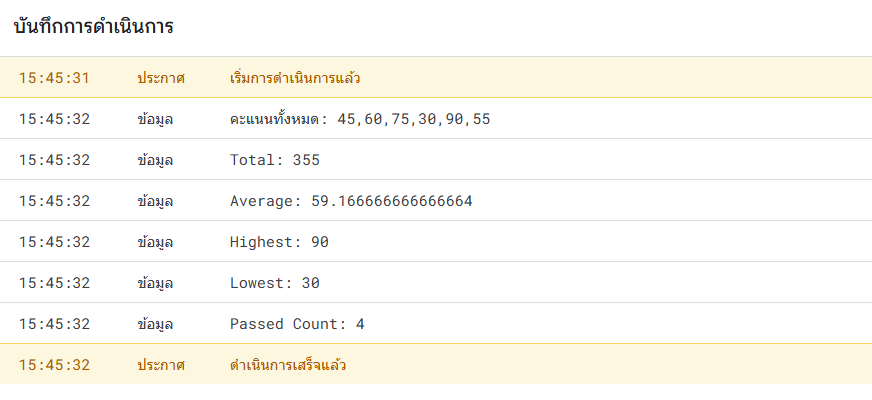 บันทึกการดำเนินการ
15:45:31 ประกาศ เริ่มการดำเนินการแล้ว
15:45:32 ข้อมูล คะแนนทั้งหมด: 45,60,75,30,90,55
15:45:32 ข้อมูล Total: 355
15:45:32 ข้อมูล Average: 59.166666666666664
15:45:32 ข้อมูล Highest: 90
15:45:32 ข้อมูล Lowest: 30
15:45:32 ข้อมูล Passed Count: 4
15:45:32 ประกาศ ดำเนินการเสร็จแล้ว